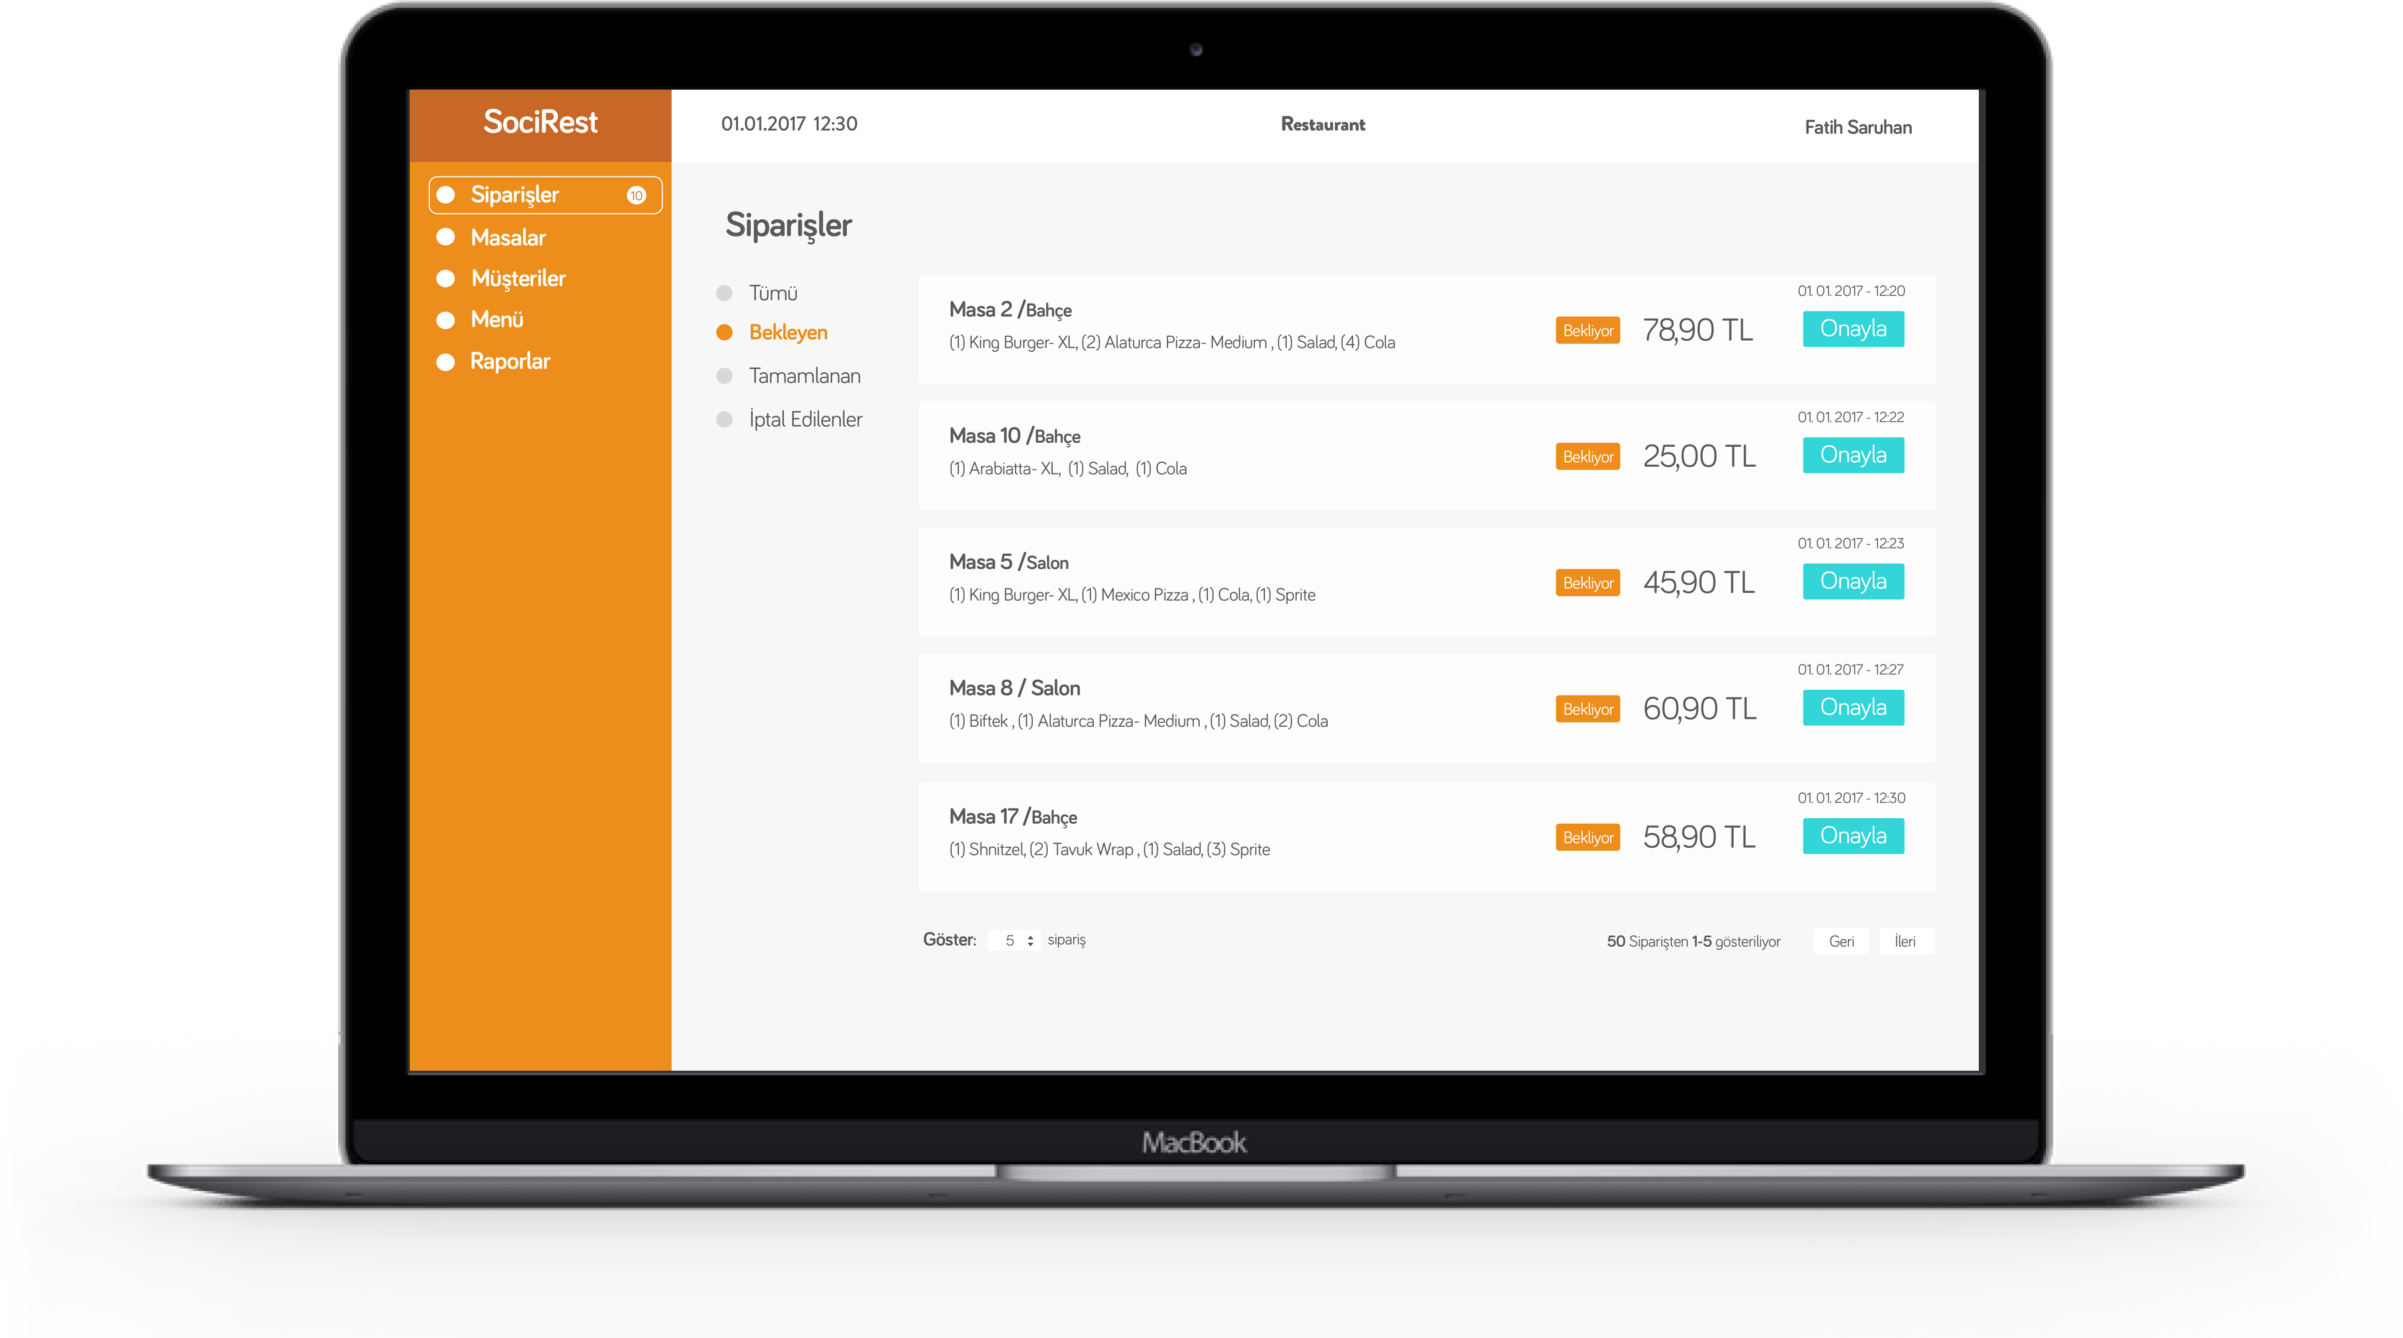 SociRest
01.01.2017 12:30
Restaurant
Fatih Saruhan
Siparişler 10
Masalar
Müşteriler
Menü
Raporlar
Siparişler
Tümü
Bekleyen
Tamamlanan
İptal Edilenler
01. 01. 2017 - 12:20
Masa 2 /Bahçe
(1) King Burger- XL, (2) Alaturca Pizza- Medium , (1) Salad, (4) Cola
Bekliyor 78,90 TL Onayla
01. 01. 2017 - 12:22
Masa 10 /Bahçe
(1) Arabiatta- XL, (1) Salad, (1) Cola
Bekliyor 25,00 TL Onayla
01. 01. 2017 - 12:23
Masa 5 /Salon
(1) King Burger- XL, (1) Mexico Pizza , (1) Cola, (1) Sprite
Bekliyor 45,90 TL Onayla
01. 01. 2017 - 12:27
Masa 8 / Salon
(1) Biftek , (1) Alaturca Pizza- Medium , (1) Salad, (2) Cola
Bekliyor 60,90 TL Onayla
01. 01. 2017 - 12:30
Masa 17 /Bahçe
(1) Shnitzel, (2) Tavuk Wrap , (1) Salad, (3) Sprite
Bekliyor 58,90 TL Onayla
Göster: 5 sipariş
50 Siparişten 1-5 gösteriliyor
Geri
İleri
MacBook